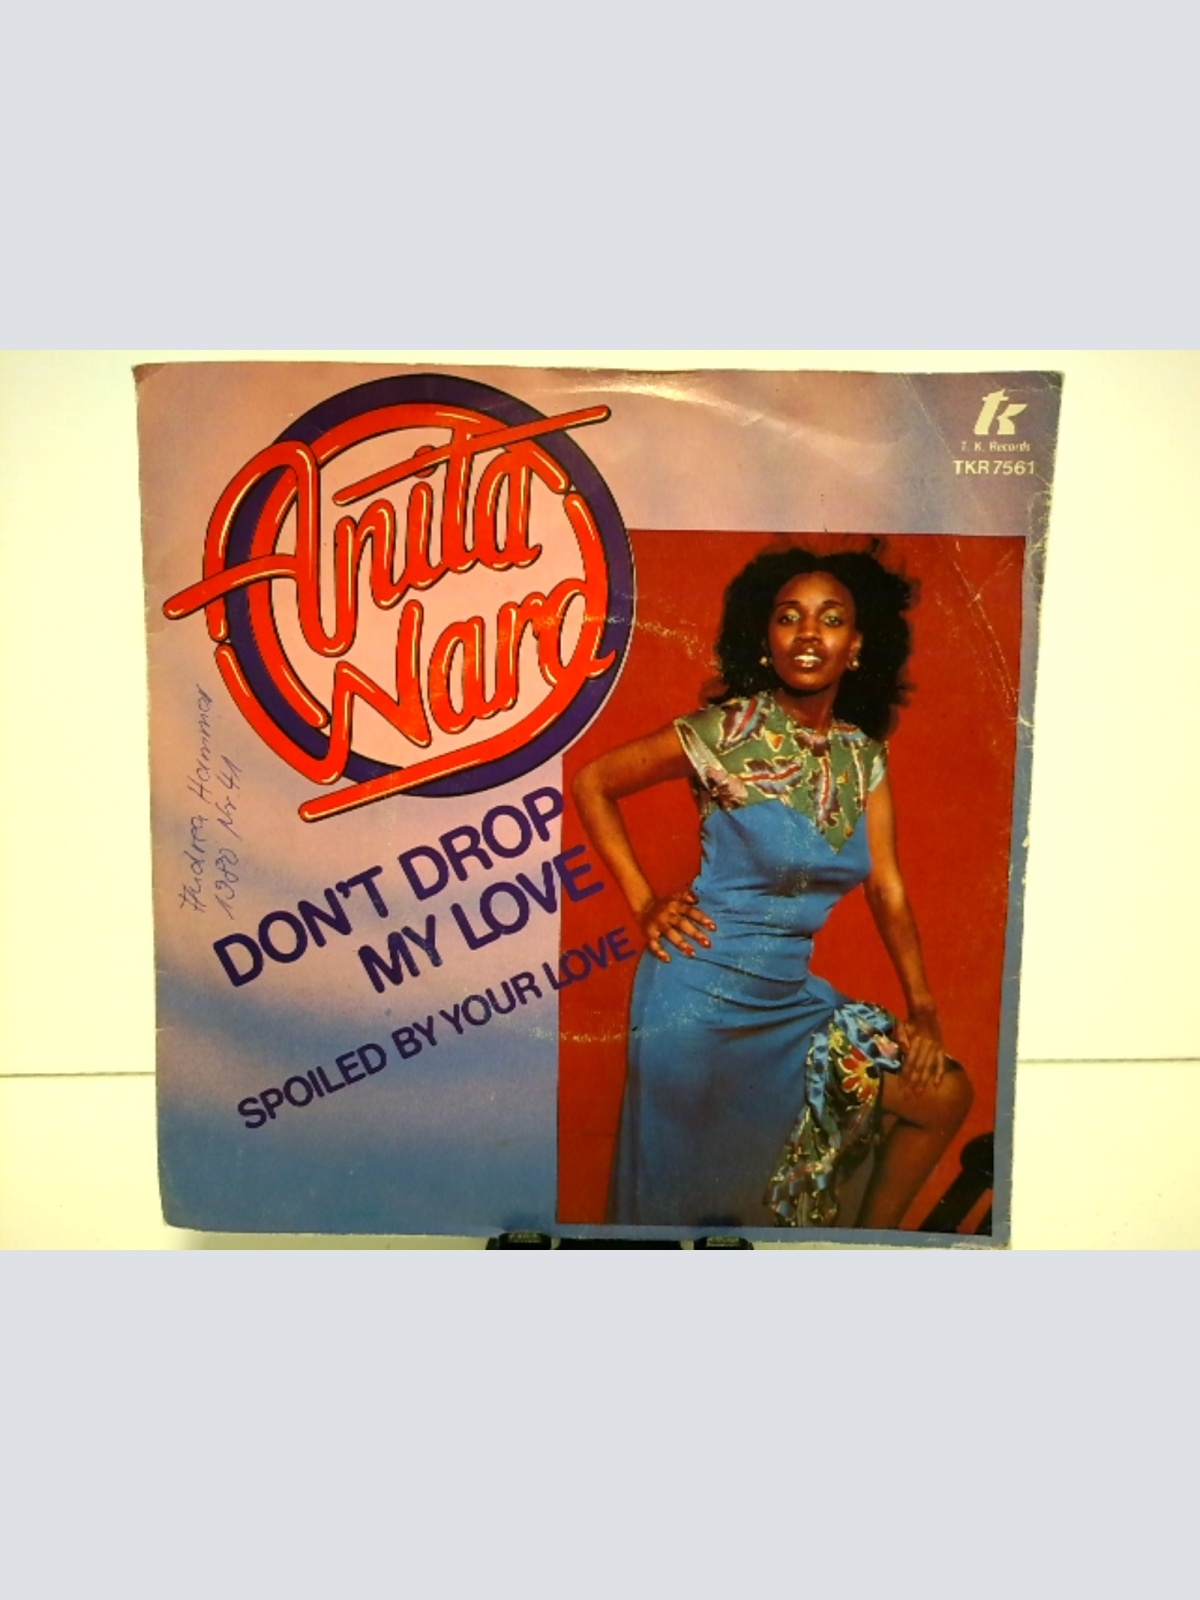 Anita
Ward
tk
T. K. Records
TKR 7561
DON'T DROP
MY LOVE
SPOILED BY YOUR LOVE
Andrea Hammer
1980 Nr. 41